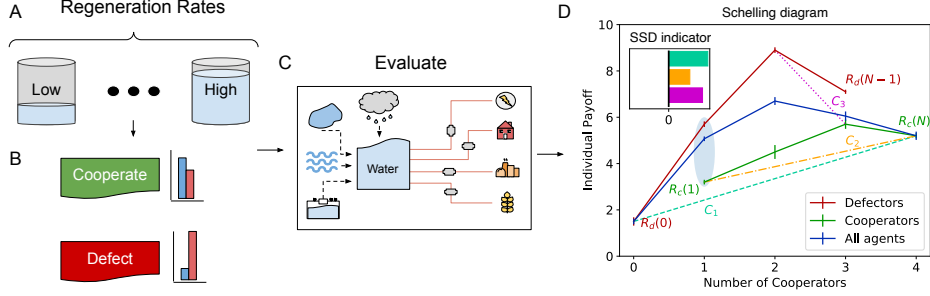 A
Regeneration Rates
Low
High
B
Cooperate
Defect
C
Evaluate
Water
D
Schelling diagram
SSD indicator
0
Individual Payoff
10
8
6
4
2
0
R_d(N−1)
C_3
R_c(N)
C_2
R_c(1)
C_1
R_d(0)
Defectors
Cooperators
All agents
0 1 2 3 4
Number of Cooperators